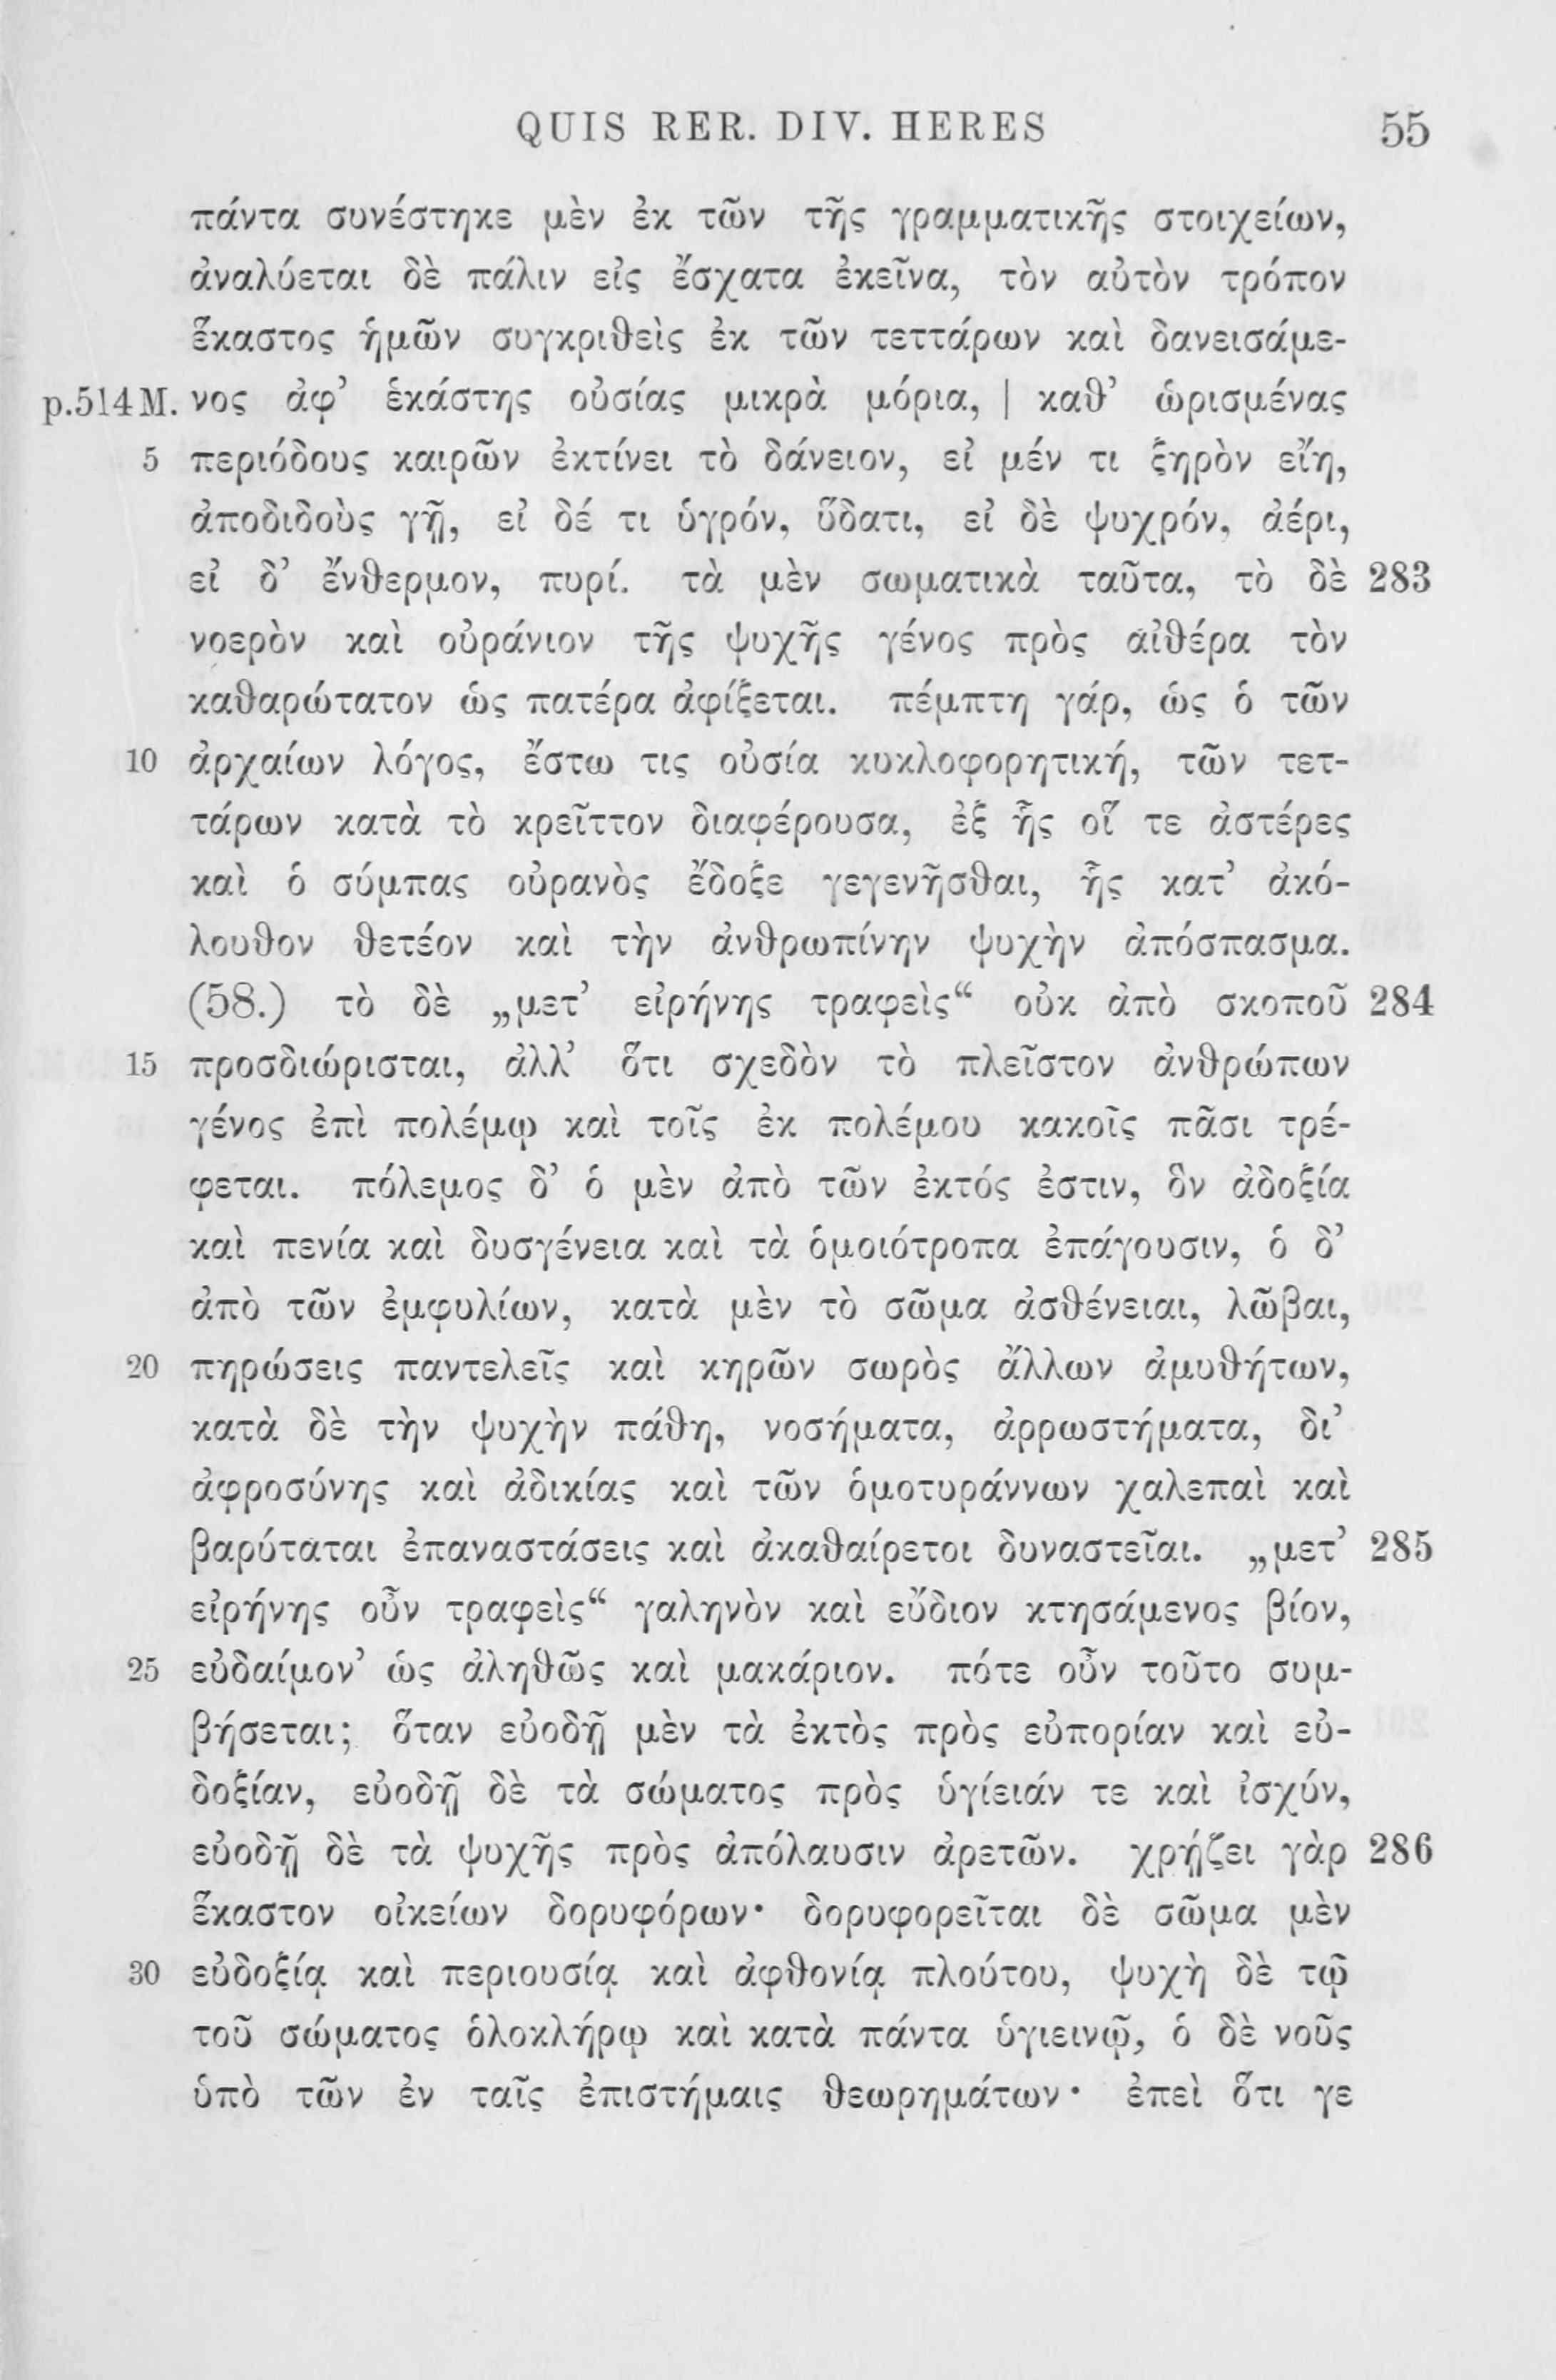 QUIS RER. DIV. HERES 55
πάντα συνέστηκε μὲν ἐκ τῶν τῆς γραμματικῆς στοιχείων,
ἀναλύεται δὲ πάλιν εἰς ἔσχατα ἐκεῖνα, τὸν αὐτὸν τρόπον
ἕκαστος ἡμῶν συγκριθεὶς ἐκ τῶν τεττάρων καὶ δανεισάμε-
p.514M. νος ἀφ’ ἑκάστης οὐσίας μικρὰ μόρια, | καθ’ ὡρισμένας
5 περιόδους καιρῶν ἐκτίνει τὸ δάνειον, εἰ μέν τι ξηρὸν εἴη,
ἀποδιδοὺς γῇ, εἰ δέ τι ὑγρόν, ὕδατι, εἰ δὲ ψυχρόν, ἀέρι,
εἰ δ’ ἔνθερμον, πυρί. τὰ μὲν σωματικὰ ταῦτα, τὸ δὲ 283
νοερὸν καὶ οὐράνιον τῆς ψυχῆς γένος πρὸς αἰθέρα τὸν
καθαρώτατον ὡς πατέρα ἀφίξεται. πέμπτη γάρ, ὡς ὁ τῶν
10 ἀρχαίων λόγος, ἔστω τις οὐσία κυκλοφορητική, τῶν τετ-
τάρων κατὰ τὸ κρεῖττον διαφέρουσα, ἐξ ἧς οἵ τε ἀστέρες
καὶ ὁ σύμπας οὐρανὸς ἔδοξε γεγενῆσθαι, ἧς κατ’ ἀκό-
λουθον θετέον καὶ τὴν ἀνθρωπίνην ψυχὴν ἀπόσπασμα.
(58.) τὸ δὲ „μετ’ εἰρήνης τραφεὶς“ οὐκ ἀπὸ σκοποῦ 284
15 προσδιώρισται, ἀλλ’ ὅτι σχεδὸν τὸ πλεῖστον ἀνθρώπων
γένος ἐπὶ πολέμῳ καὶ τοῖς ἐκ πολέμου κακοῖς πᾶσι τρέ-
φεται. πόλεμος δ’ ὁ μὲν ἀπὸ τῶν ἐκτός ἐστιν, ὃν ἀδοξία
καὶ πενία καὶ δυσγένεια καὶ τὰ ὁμοιότροπα ἐπάγουσιν, ὁ δ’
ἀπὸ τῶν ἐμφυλίων, κατὰ μὲν τὸ σῶμα ἀσθένειαι, λῶβαι,
20 πηρώσεις παντελεῖς καὶ κηρῶν σωρὸς ἄλλων ἀμυθήτων,
κατὰ δὲ τὴν ψυχὴν πάθη, νοσήματα, ἀρρωστήματα, δι’
ἀφροσύνης καὶ ἀδικίας καὶ τῶν ὁμοτυράννων χαλεπαὶ καὶ
βαρύταται ἐπαναστάσεις καὶ ἀκαθαίρετοι δυναστεῖαι. „μετ’ 285
εἰρήνης οὖν τραφεὶς“ γαληνὸν καὶ εὔδιον κτησάμενος βίον,
25 εὐδαίμον’ ὡς ἀληθῶς καὶ μακάριον. πότε οὖν τοῦτο συμ-
βήσεται; ὅταν εὐοδῇ μὲν τὰ ἐκτὸς πρὸς εὐπορίαν καὶ εὐ-
δοξίαν, εὐοδῇ δὲ τὰ σώματος πρὸς ὑγίειάν τε καὶ ἰσχύν,
εὐοδῇ δὲ τὰ ψυχῆς πρὸς ἀπόλαυσιν ἀρετῶν. χρῄζει γὰρ 286
ἕκαστον οἰκείων δορυφόρων· δορυφορεῖται δὲ σῶμα μὲν
30 εὐδοξίᾳ καὶ περιουσίᾳ καὶ ἀφθονίᾳ πλούτου, ψυχὴ δὲ τῷ
τοῦ σώματος ὁλοκλήρῳ καὶ κατὰ πάντα ὑγιεινῷ, ὁ δὲ νοῦς
ὑπὸ τῶν ἐν ταῖς ἐπιστήμαις θεωρημάτων· ἐπεὶ ὅτι γε